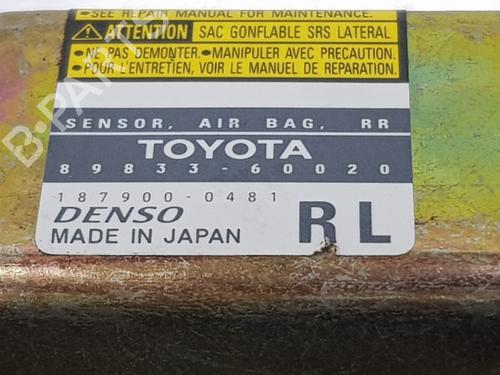 •SEE REPAIR MANUAL FOR MAINTENANCE.
ATTENTION SAC GONFLABLE SRS LATERAL
•NE PAS DEMONTER. •MANIPULER AVEC PRECAUTION.
•POUR L'ENTRETIEN, VOIR LE MANUEL DE REPARATION.
SENSOR, AIR BAG, RR
TOYOTA
89833-60020
187900-0481
DENSO
MADE IN JAPAN
RL
B-PARTS